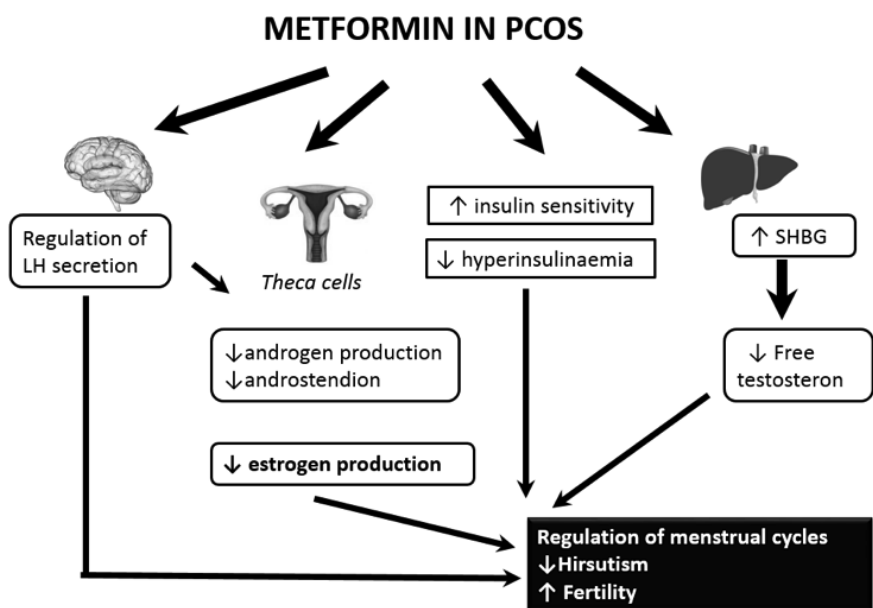 METFORMIN IN PCOS
Regulation of
LH secretion
Theca cells
↓androgen production
↓androstendion
↓ estrogen production
↑ insulin sensitivity
↓ hyperinsulinaemia
↑ SHBG
↓ Free
testosteron
Regulation of menstrual cycles
↓Hirsutism
↑ Fertility